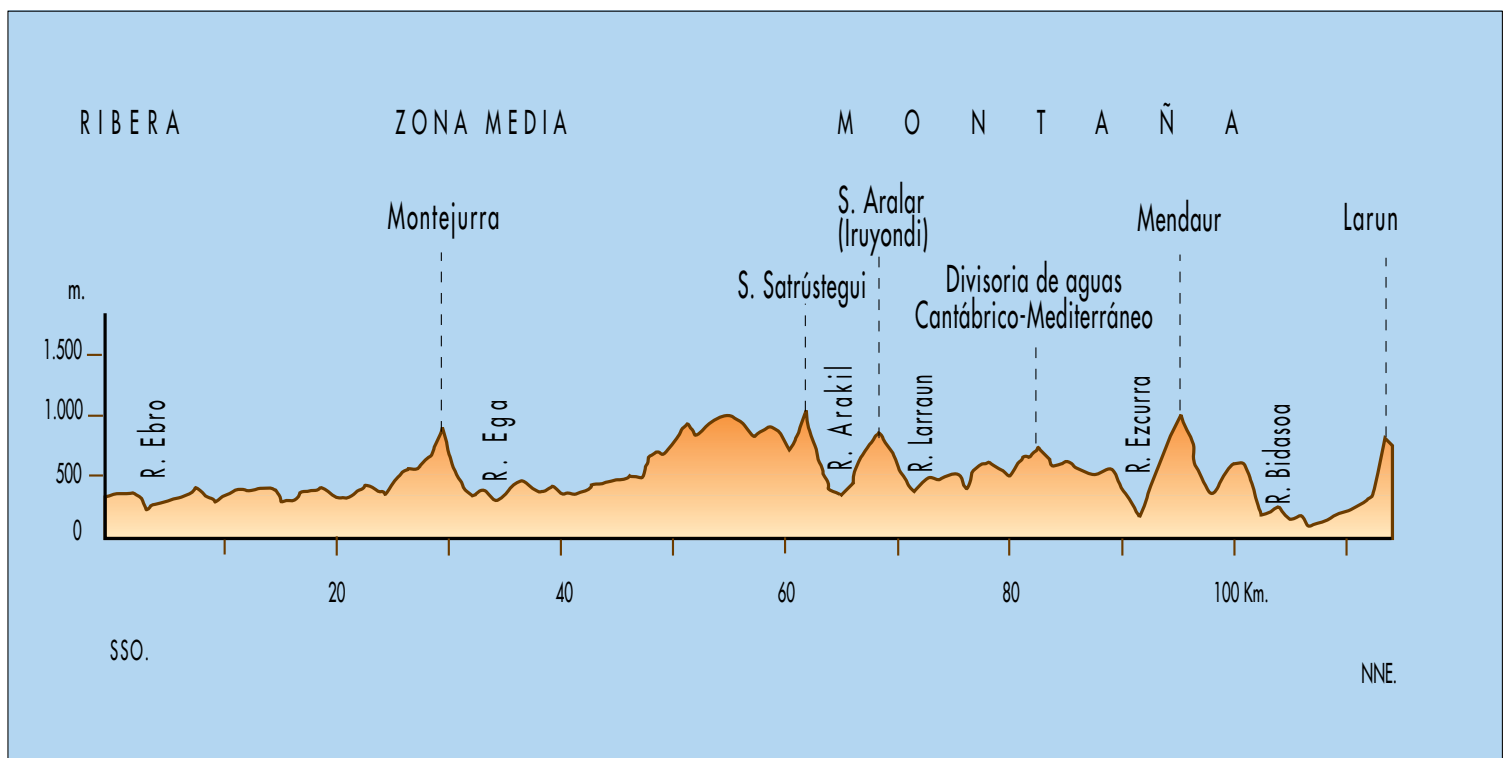 RIBERA
ZONA MEDIA
MONTAÑA
Montejurra
S. Aralar
(Iruyondi)
Mendaur
Larun
S. Satrústegui
Divisoria de aguas
Cantábrico-Mediterráneo
m.
1.500
1.000
500
0
R. Ebro
R. Ega
R. Arakil
R. Larraun
R. Ezcurra
R. Bidasoa
20
40
60
80
100 Km.
SSO.
NNE.